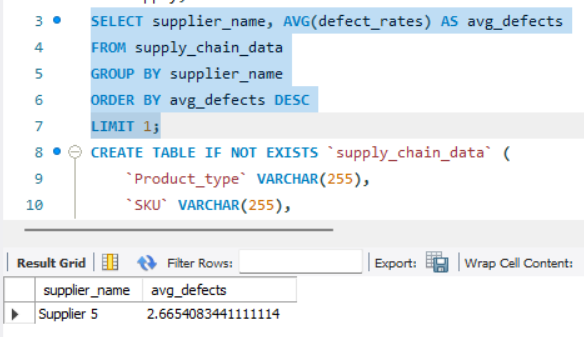 3 SELECT supplier_name, AVG(defect_rates) AS avg_defects
4 FROM supply_chain_data
5 GROUP BY supplier_name
6 ORDER BY avg_defects DESC
7 LIMIT 1;
8 CREATE TABLE IF NOT EXISTS `supply_chain_data` (
9 `Product_type` VARCHAR(255),
10 `SKU` VARCHAR(255),
Result Grid Filter Rows: Export: Wrap Cell Content:
supplier_name avg_defects
Supplier 5 2.6654083441111114